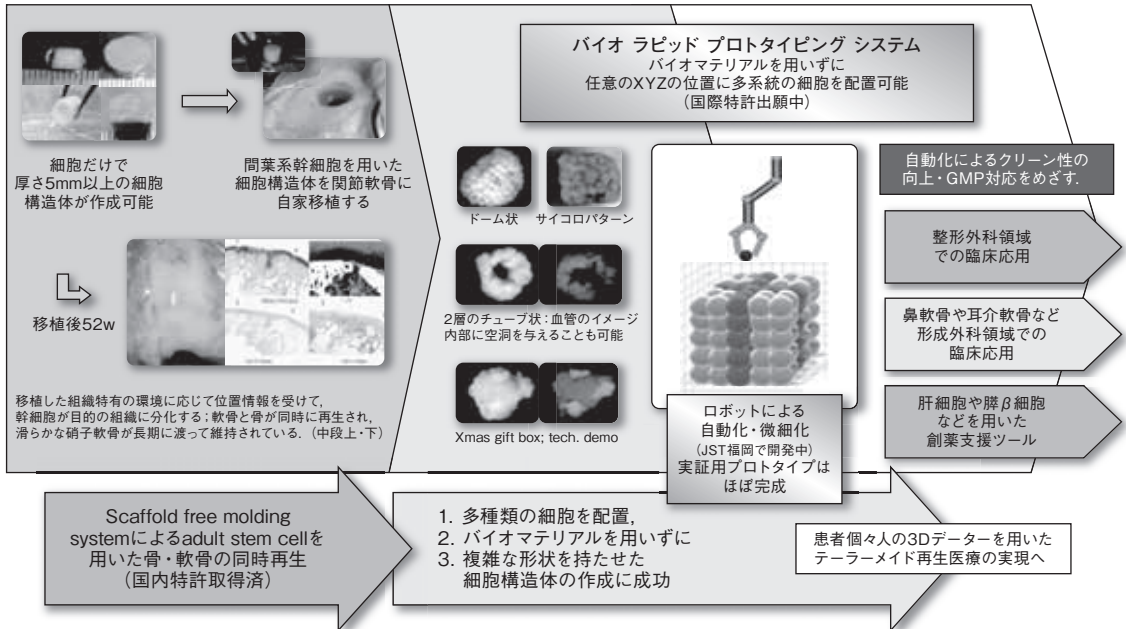 細胞だけで
厚さ5mm以上の細胞
構造体が作成可能
間葉系幹細胞を用いた
細胞構造体を関節軟骨に
自家移植する
移植後52w
移植した組織特有の環境に応じて位置情報を受けて,
幹細胞が目的の組織に分化する;軟骨と骨が同時に再生され,
滑らかな硝子軟骨が長期に渡って維持されている.(中段上・下)
バイオ ラピッド プロトタイピング システム
バイオマテリアルを用いずに
任意のXYZの位置に多系統の細胞を配置可能
(国際特許出願中)
ドーム状
サイコロパターン
2層のチューブ状:血管のイメージ
内部に空洞を与えることも可能
Xmas gift box; tech. demo
ロボットによる
自動化・微細化
(JST福岡で開発中)
実証用プロトタイプは
ほぼ完成
自動化によるクリーン性の
向上・GMP対応をめざす.
整形外科領域
での臨床応用
鼻軟骨や耳介軟骨など
形成外科領域での
臨床応用
肝細胞や膵β細胞
などを用いた
創薬支援ツール
Scaffold free molding
systemによるadult stem cellを
用いた骨・軟骨の同時再生
(国内特許取得済)
1. 多種類の細胞を配置,
2. バイオマテリアルを用いずに
3. 複雑な形状を持たせた
細胞構造体の作成に成功
患者個々人の3Dデーターを用いた
テーラーメイド再生医療の実現へ